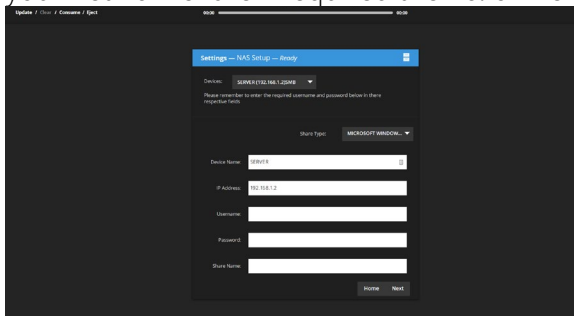 Update / Clear / Consume / Eject
00:00
00:00
Settings — NAS Setup — Ready
Devices:
SERVER (192.168.1.2)SMB
Please remember to enter the required username and password below in there
respective fields
Share Type:
MICROSOFT WINDOW...
Device Name:
SERVER
IP Address:
192.168.1.2
Username:
Password:
Share Name:
Home
Next